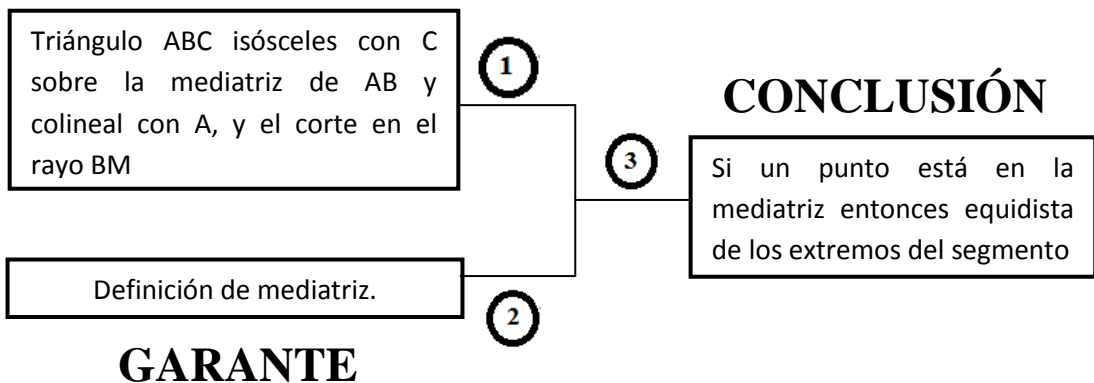 Triángulo ABC isósceles con C
sobre la mediatriz de AB y
colineal con A, y el corte en el
rayo BM
1
CONCLUSIÓN
3
Si un punto está en la
mediatriz entonces equidista
de los extremos del segmento
Definición de mediatriz.
2
GARANTE